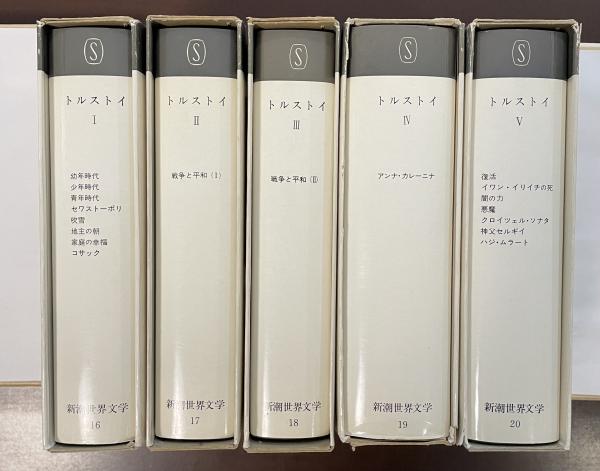 S
トルストイ
I
幼年時代
少年時代
青年時代
セワストーポリ
吹雪
地主の朝
家庭の幸福
コサック
新潮世界文学
16
S
トルストイ
II
戦争と平和（I）
新潮世界文学
17
S
トルストイ
III
戦争と平和（II）
新潮世界文学
18
S
トルストイ
IV
アンナ・カレーニナ
新潮世界文学
19
S
トルストイ
V
復活
イワン・イリイチの死
闇の力
悪魔
クロイツェル・ソナタ
神父セルギイ
ハジ・ムラート
新潮世界文学
20